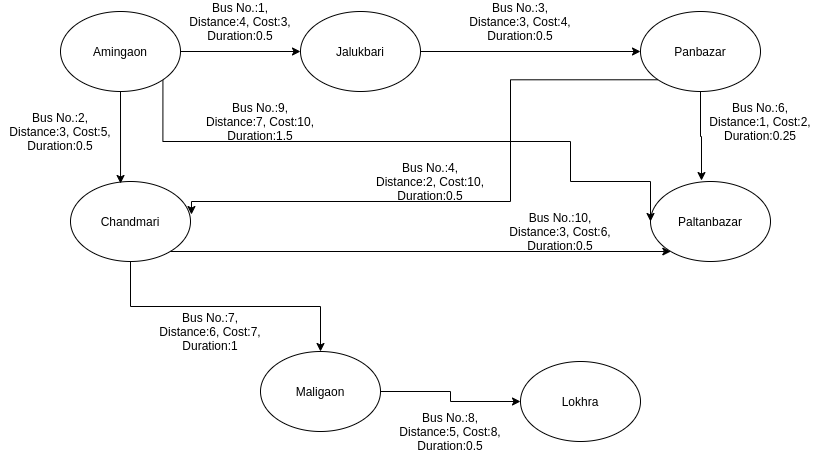 Bus No.:1,
Distance:4, Cost:3,
Duration:0.5
Bus No.:3,
Distance:3, Cost:4,
Duration:0.5
Amingaon
Jalukbari
Panbazar
Bus No.:2,
Distance:3, Cost:5,
Duration:0.5
Bus No.:9,
Distance:7, Cost:10,
Duration:1.5
Bus No.:6,
Distance:1, Cost:2,
Duration:0.25
Bus No.:4,
Distance:2, Cost:10,
Duration:0.5
Chandmari
Bus No.:10,
Distance:3, Cost:6,
Duration:0.5
Paltanbazar
Bus No.:7,
Distance:6, Cost:7,
Duration:1
Maligaon
Lokhra
Bus No.:8,
Distance:5, Cost:8,
Duration:0.5